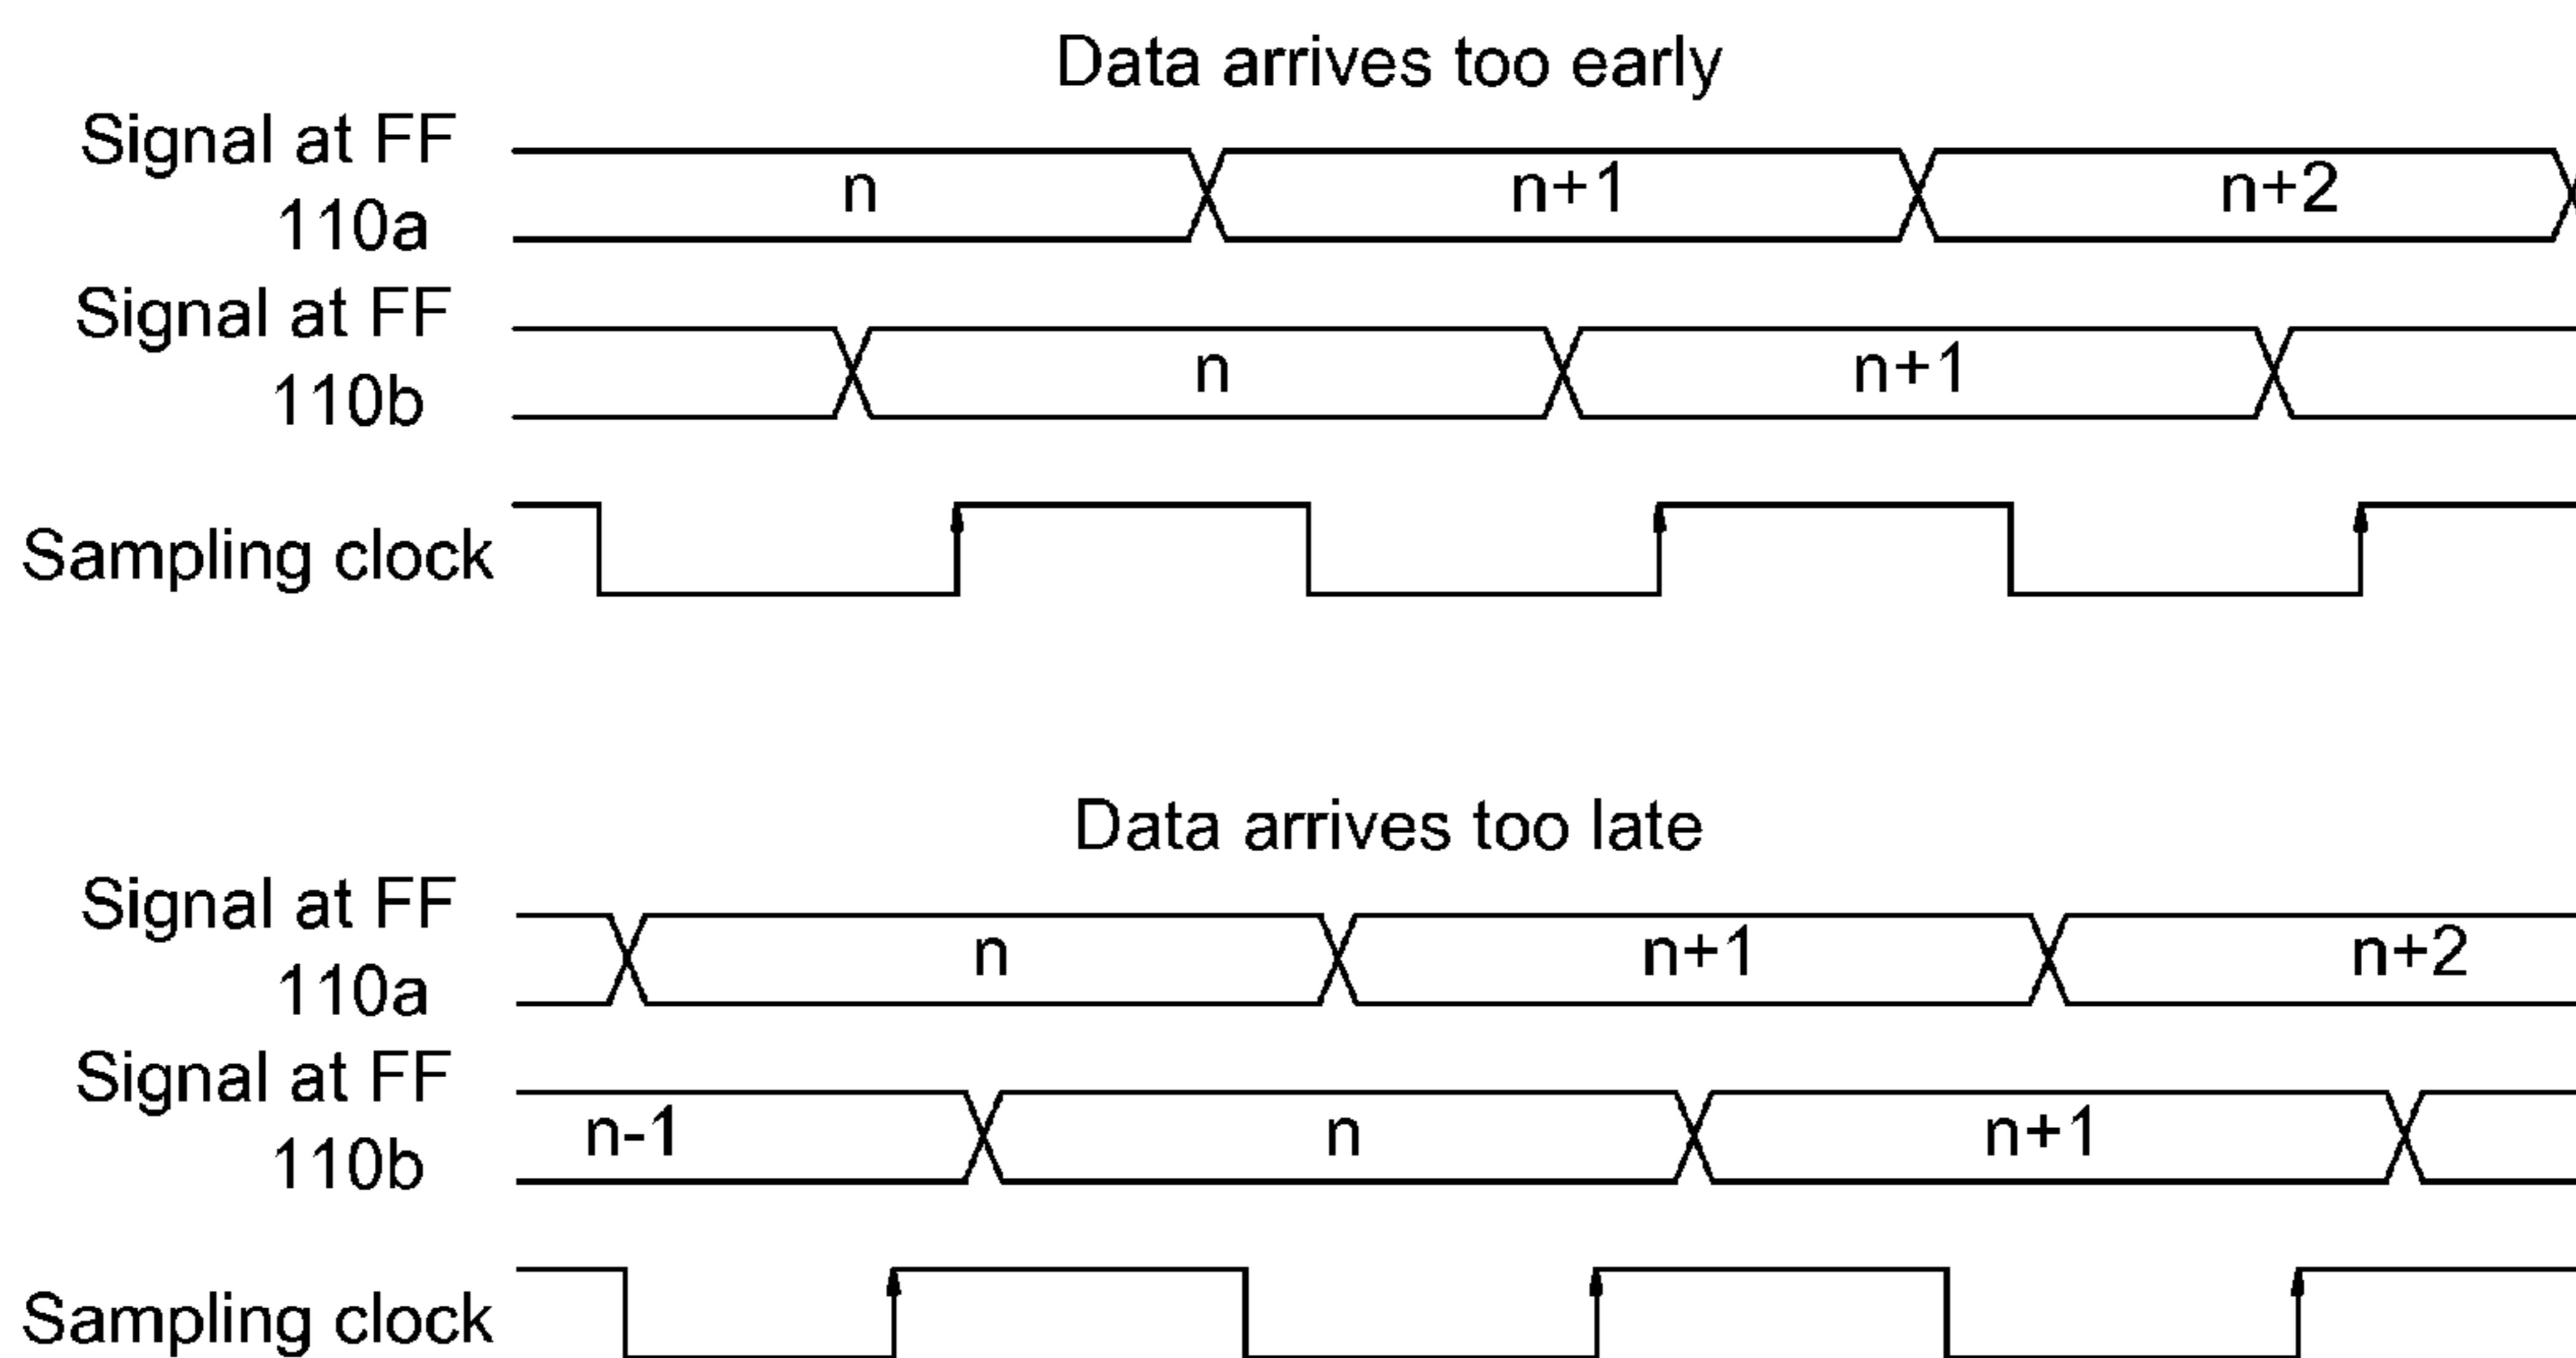 Data arrives too early
Signal at FF
110a
n
n+1
n+2
Signal at FF
110b
n
n+1
Sampling clock
Data arrives too late
Signal at FF
110a
n
n+1
n+2
Signal at FF
110b
n-1
n
n+1
Sampling clock